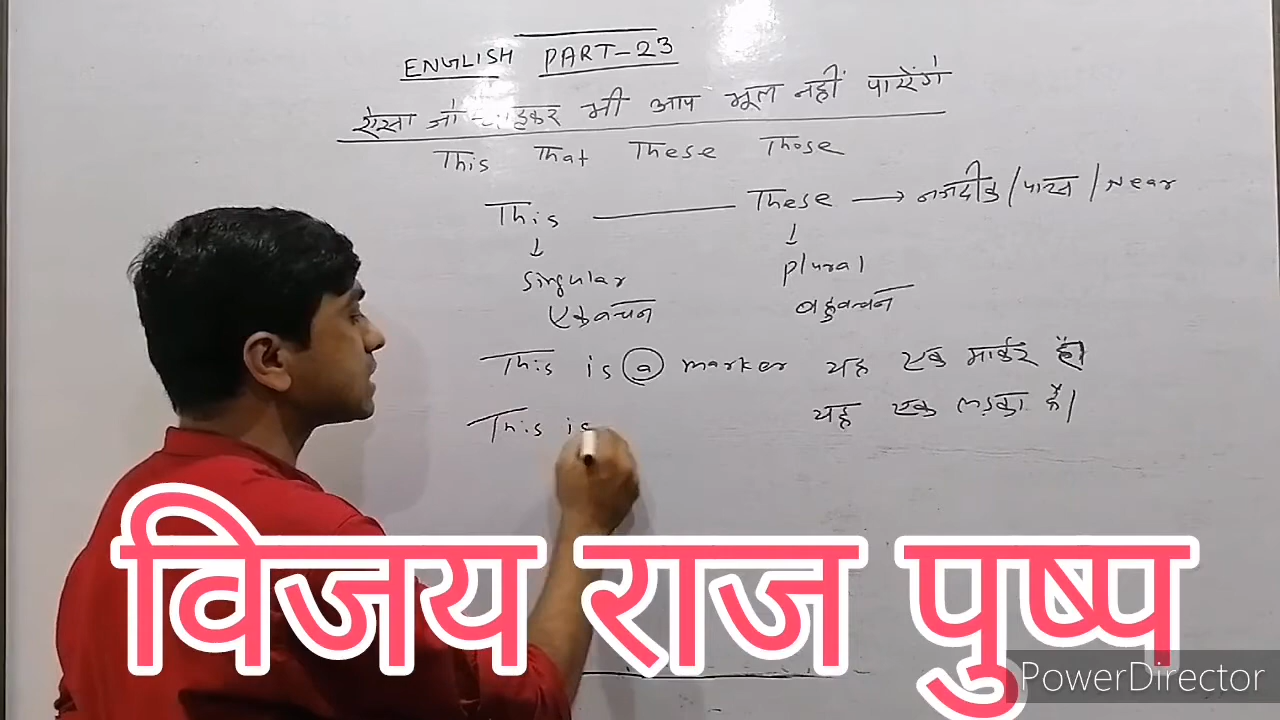 ENGLISH PART-23
ऐसा जो चाहकर भी आप भूल नहीं पायेंगे
This That These Those
This These → नजदीक/पास/Near
↓ ↓
Singular Plural
एकवचन बहुवचन
This is a marker यह एक मार्कर है।
This is यह एक लड़का है।
विजय राज पुष्प
PowerDirector